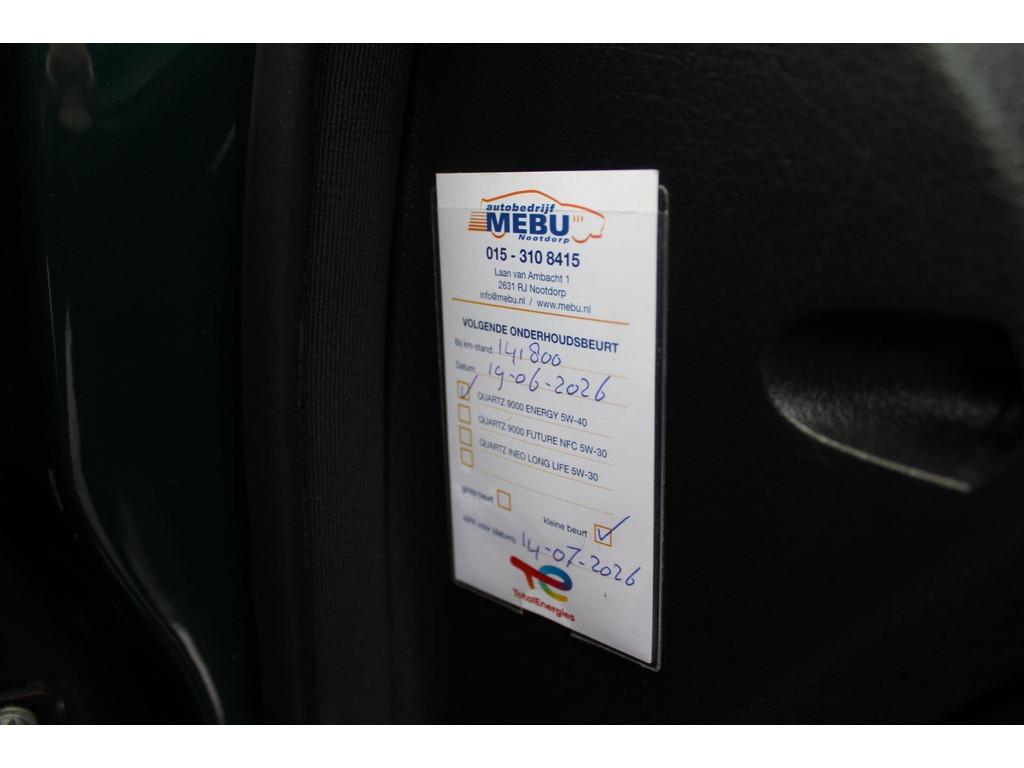 autobedrijf
MEBU
Nootdorp
015 - 310 8415
Laan van Ambacht 1
2631 RJ Nootdorp
info@mebu.nl / www.mebu.nl
VOLGENDE ONDERHOUDSBEURT
Bij km-stand: 141.800
Datum: 19-06-2026
QUARTZ 9000 ENERGY 5W-40
QUARTZ 9000 FUTURE NFC 5W-30
QUARTZ INEO LONG LIFE 5W-30
grote beurt
kleine beurt
APK voor (datum): 14-07-2026
TotalEnergies